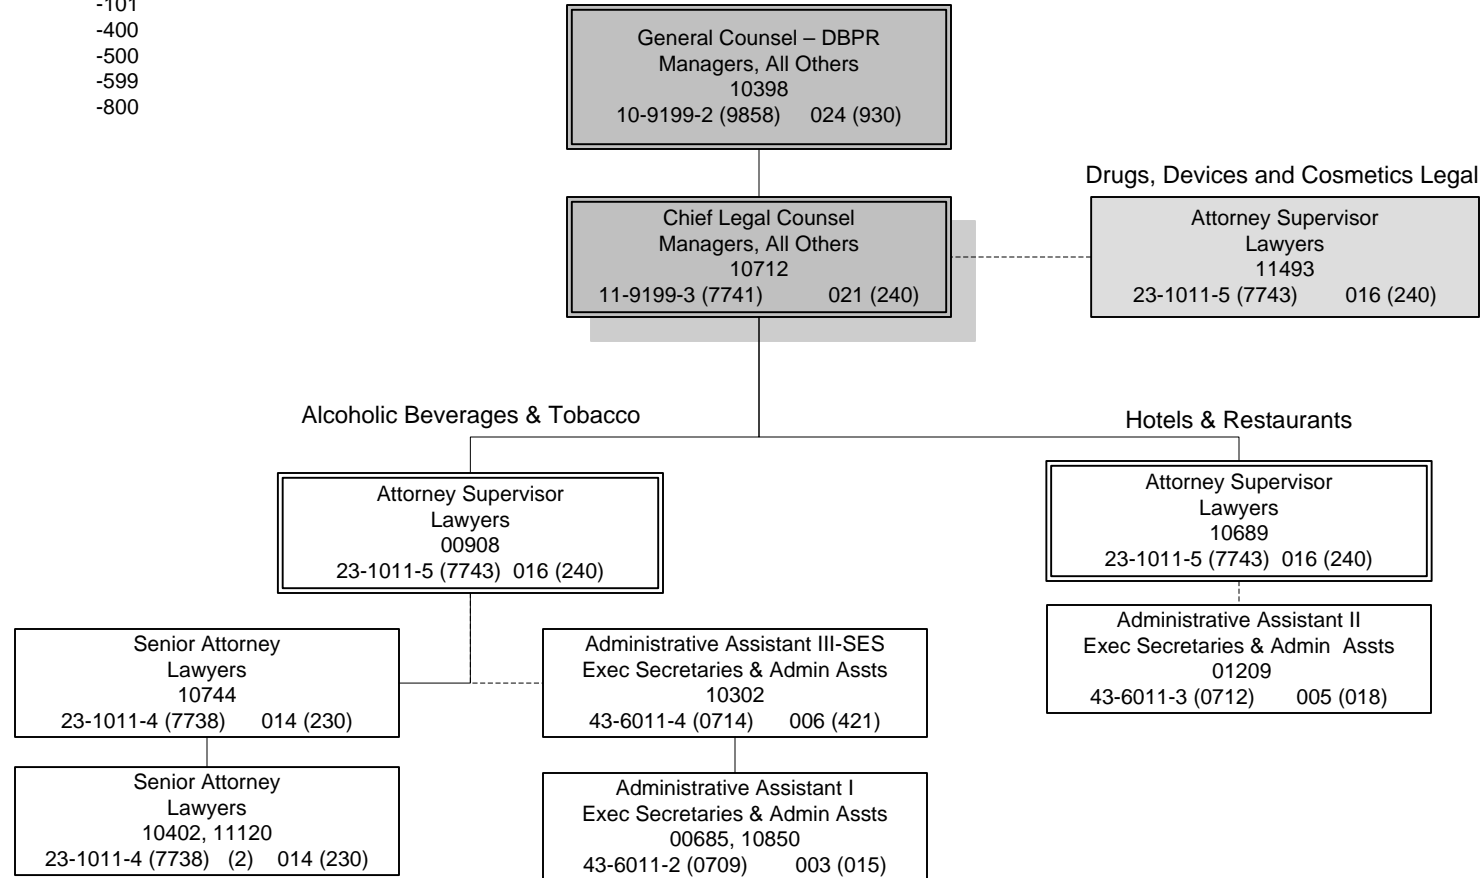 -101
-400
-500
-599
-800
General Counsel – DBPR
Managers, All Others
10398
10-9199-2 (9858) 024 (930)
Chief Legal Counsel
Managers, All Others
10712
11-9199-3 (7741) 021 (240)
Drugs, Devices and Cosmetics Legal
Attorney Supervisor
Lawyers
11493
23-1011-5 (7743) 016 (240)
Alcoholic Beverages & Tobacco
Attorney Supervisor
Lawyers
00908
23-1011-5 (7743) 016 (240)
Senior Attorney
Lawyers
10744
23-1011-4 (7738) 014 (230)
Senior Attorney
Lawyers
10402, 11120
23-1011-4 (7738) (2) 014 (230)
Administrative Assistant III-SES
Exec Secretaries & Admin Assts
10302
43-6011-4 (0714) 006 (421)
Administrative Assistant I
Exec Secretaries & Admin Assts
00685, 10850
43-6011-2 (0709) 003 (015)
Hotels & Restaurants
Attorney Supervisor
Lawyers
10689
23-1011-5 (7743) 016 (240)
Administrative Assistant II
Exec Secretaries & Admin Assts
01209
43-6011-3 (0712) 005 (018)